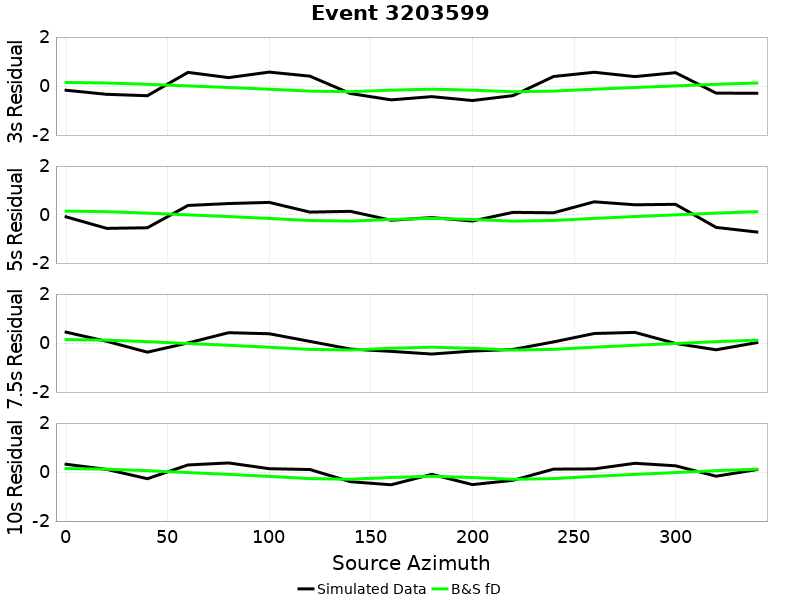 Event 3203599
3s Residual
2
0
-2
5s Residual
2
0
-2
7.5s Residual
2
0
-2
10s Residual
2
0
-2
0 50 100 150 200 250 300
Source Azimuth
Simulated Data B&S fD